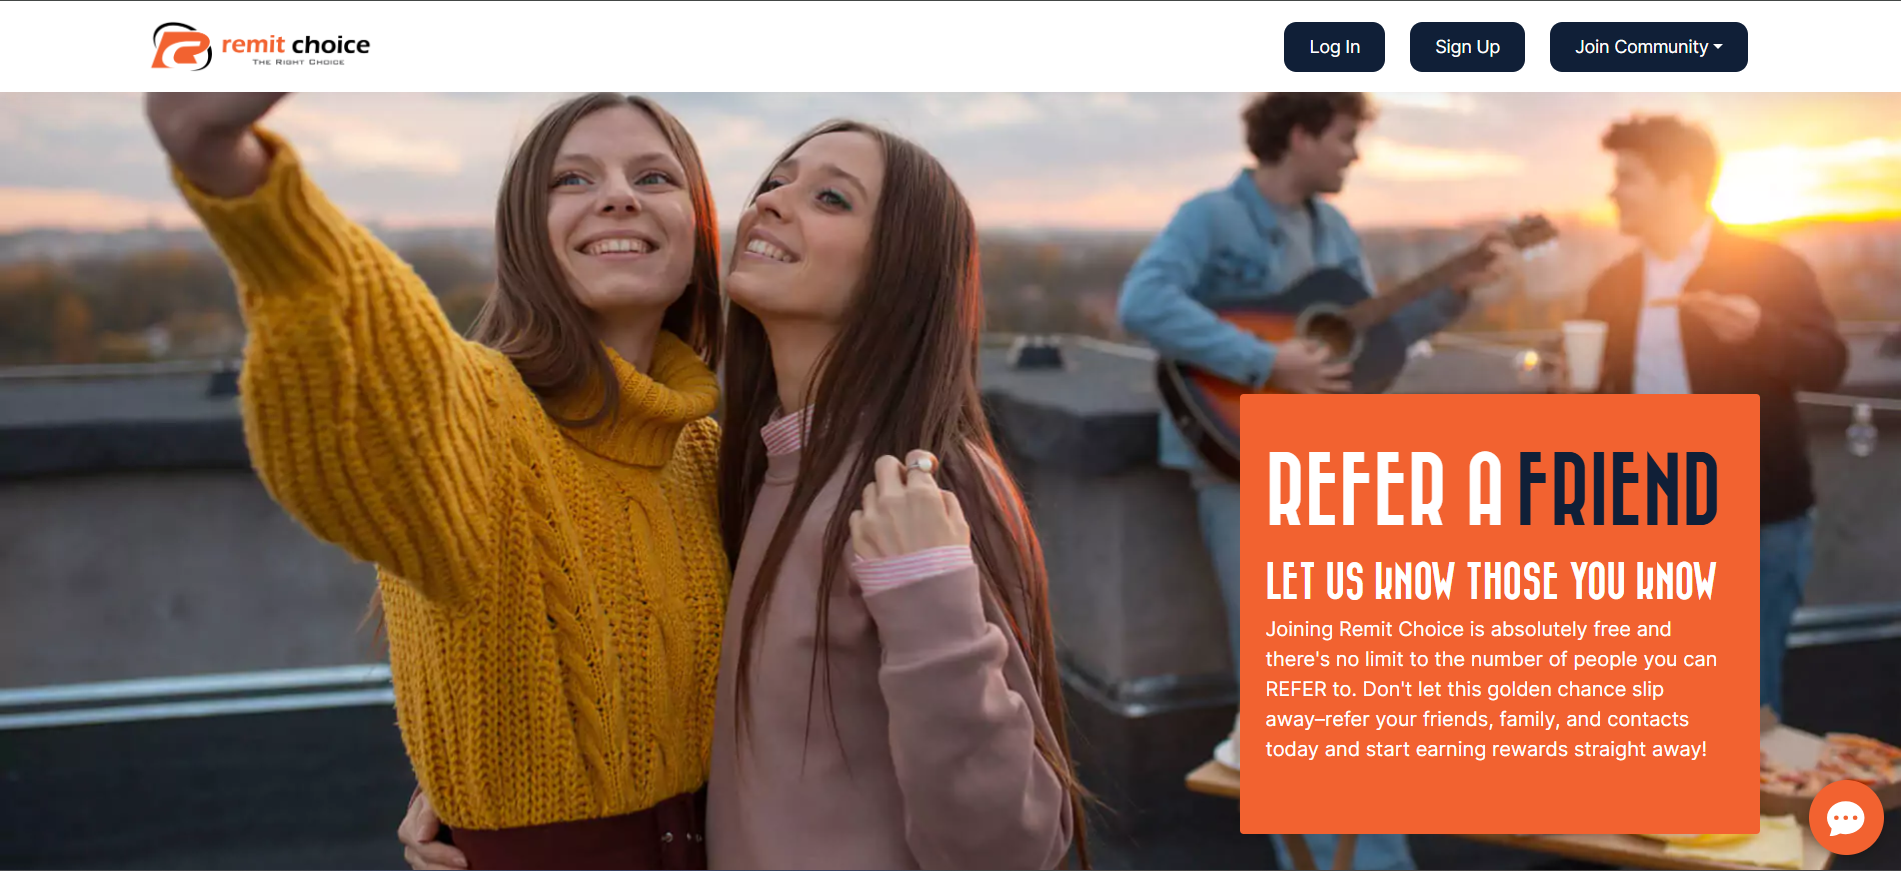 remit choice
THE RIGHT CHOICE
Log In
Sign Up
Join Community
REFER A FRIEND
LET US KNOW THOSE YOU KNOW
Joining Remit Choice is absolutely free and
there's no limit to the number of people you can
REFER to. Don't let this golden chance slip
away–refer your friends, family, and contacts
today and start earning rewards straight away!